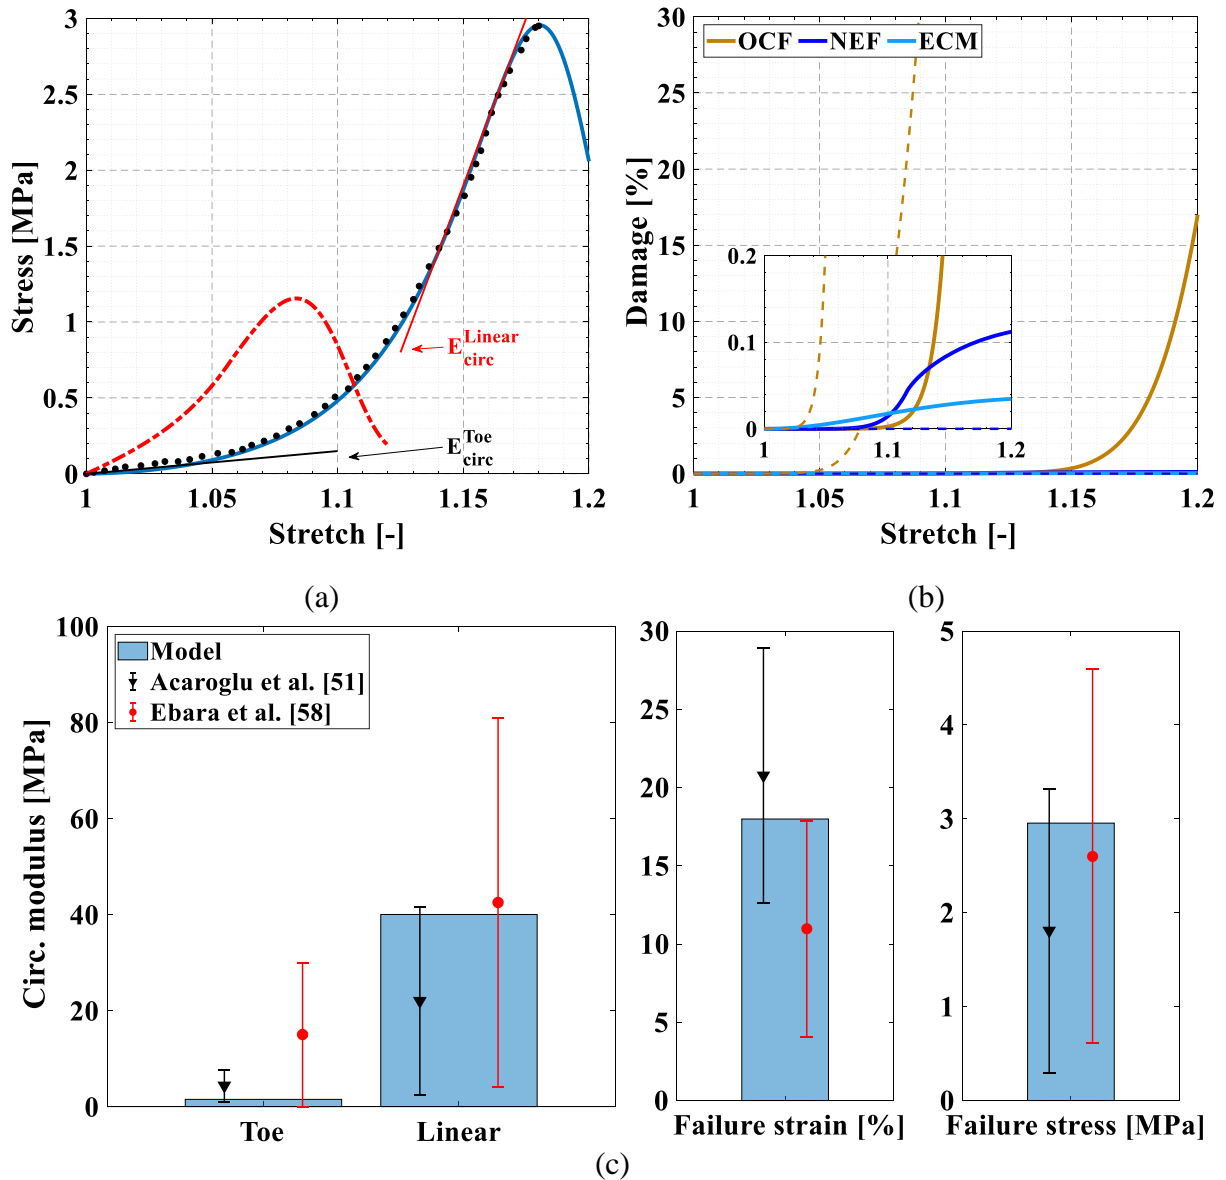 3
2.5
2
1.5
1
0.5
0
Stress [MPa]
E Linear circ
E Toe circ
1 1.05 1.1 1.15 1.2
Stretch [-]
(a)
30
25
20
15
10
5
0
Damage [%]
OCF NEF ECM
0.2
0.1
0
1 1.1 1.2
1 1.05 1.1 1.15 1.2
Stretch [-]
(b)
100
80
60
40
20
0
Circ. modulus [MPa]
Model
Acaroglu et al. [51]
Ebara et al. [58]
Toe Linear
30
25
20
15
10
5
0
Failure strain [%]
5
4
3
2
1
0
Failure stress [MPa]
(c)